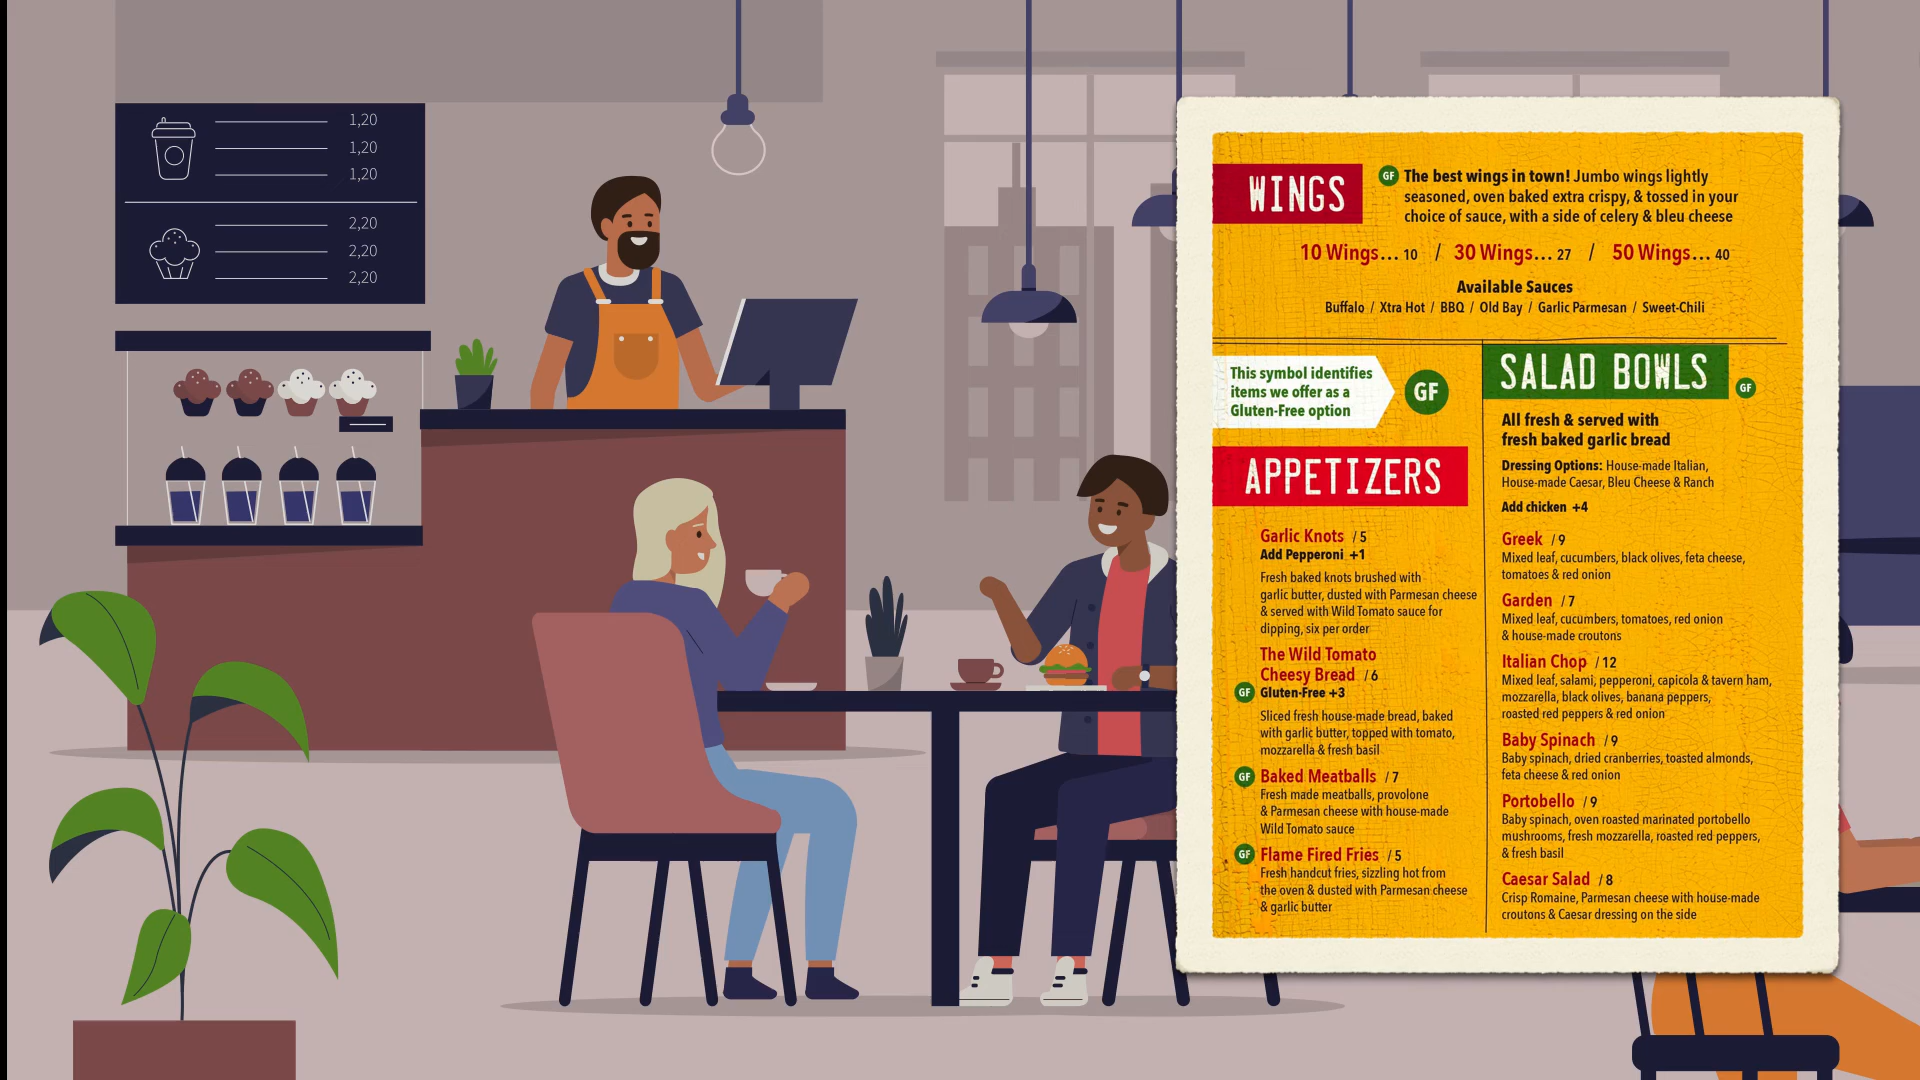 1,20
1,20
1,20
2,20
2,20
2,20
WINGS
GF The best wings in town! Jumbo wings lightly
seasoned, oven baked extra crispy, & tossed in your
choice of sauce, with a side of celery & bleu cheese
10 Wings... 10 / 30 Wings... 27 / 50 Wings... 40
Available Sauces
Buffalo / Xtra Hot / BBQ / Old Bay / Garlic Parmesan / Sweet-Chili
This symbol identifies
items we offer as a
Gluten-Free option
GF
APPETIZERS
Garlic Knots / 5
Add Pepperoni +1
Fresh baked knots brushed with
garlic butter, dusted with Parmesan cheese
& served with Wild Tomato sauce for
dipping, six per order
The Wild Tomato
Cheesy Bread / 6
GF Gluten-Free +3
Sliced fresh house-made bread, baked
with garlic butter, topped with tomato,
mozzarella & fresh basil
GF Baked Meatballs / 7
Fresh made meatballs, provolone
& Parmesan cheese with house-made
Wild Tomato sauce
GF Flame Fired Fries / 5
Fresh handcut fries, sizzling hot from
the oven & dusted with Parmesan cheese
& garlic butter
SALAD BOWLS GF
All fresh & served with
fresh baked garlic bread
Dressing Options: House-made Italian,
House-made Caesar, Bleu Cheese & Ranch
Add chicken +4
Greek / 9
Mixed leaf, cucumbers, black olives, feta cheese,
tomatoes & red onion
Garden / 7
Mixed leaf, cucumbers, tomatoes, red onion
& house-made croutons
Italian Chop / 12
Mixed leaf, salami, pepperoni, capicola & tavern ham,
mozzarella, black olives, banana peppers,
roasted red peppers & red onion
Baby Spinach / 9
Baby spinach, dried cranberries, toasted almonds,
feta cheese & red onion
Portobello / 9
Baby spinach, oven roasted marinated portobello
mushrooms, fresh mozzarella, roasted red peppers,
& fresh basil
Caesar Salad / 8
Crisp Romaine, Parmesan cheese with house-made
croutons & Caesar dressing on the side